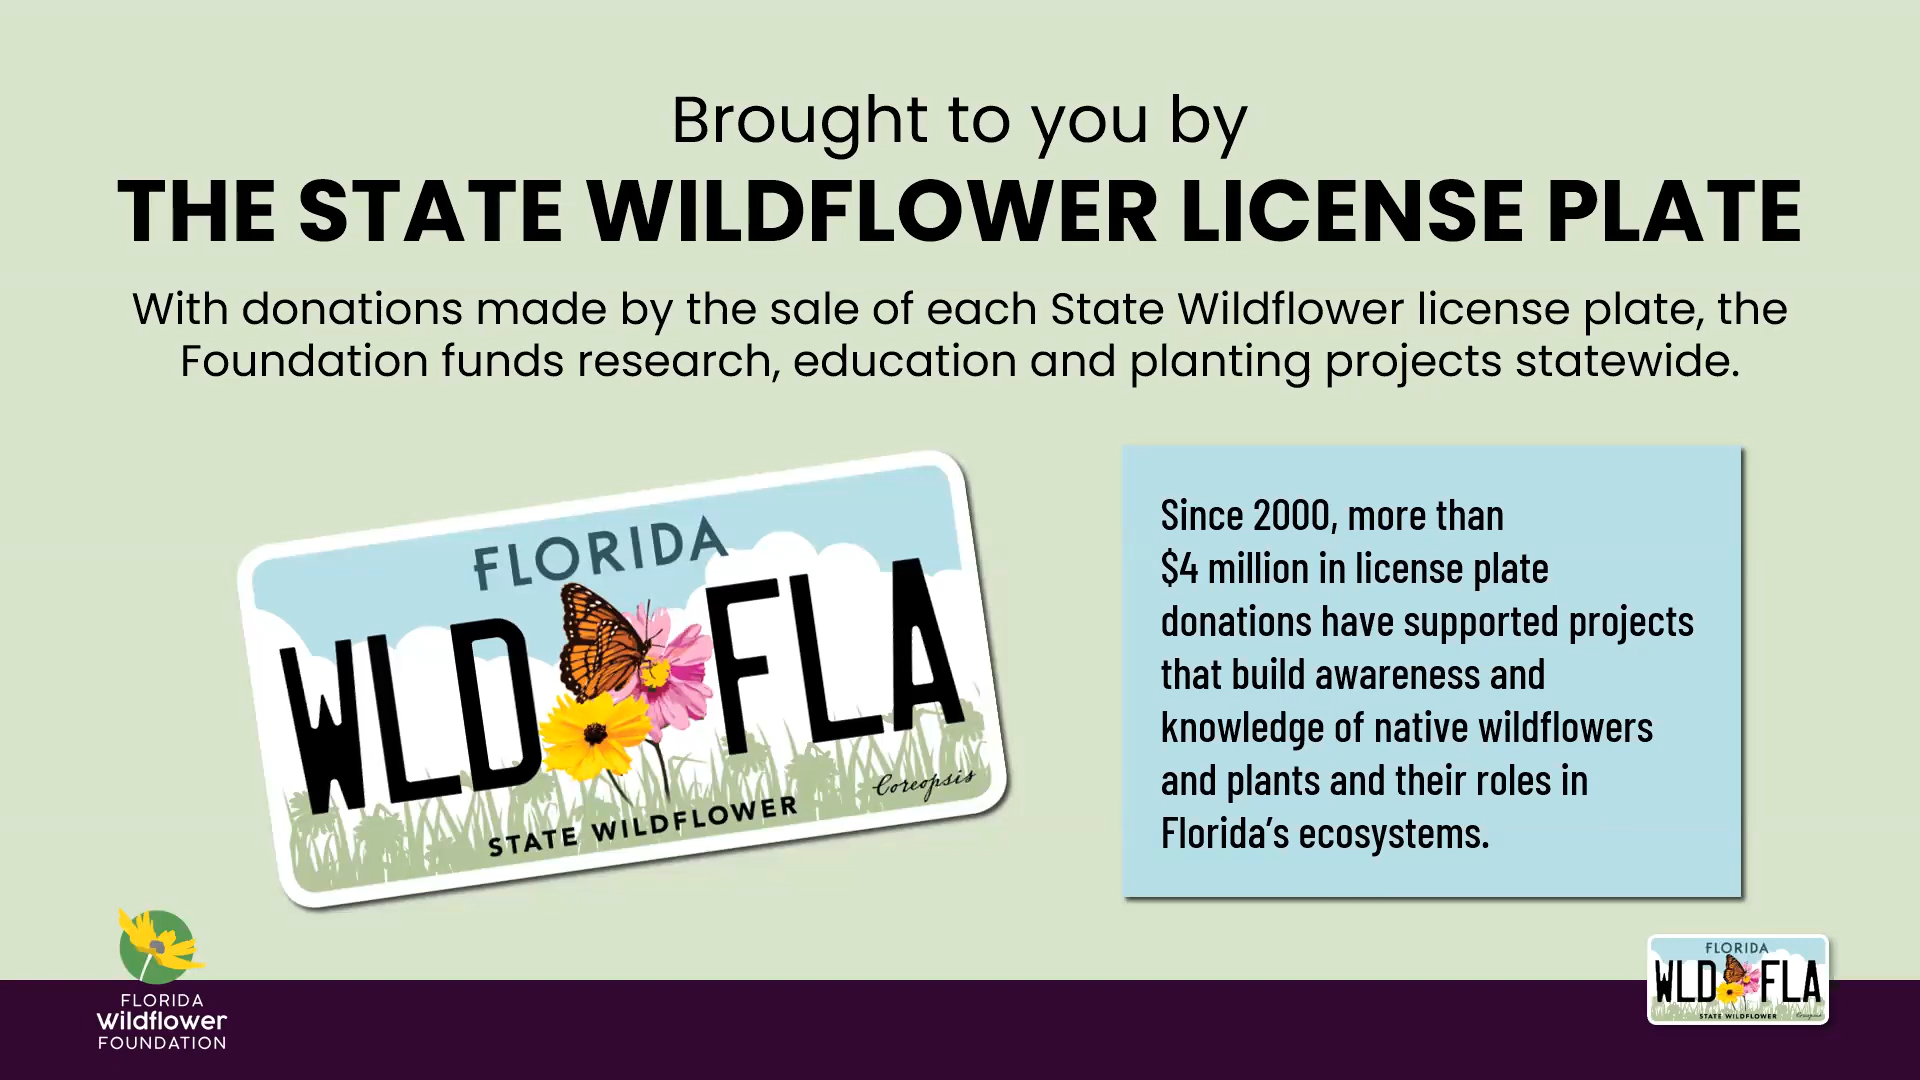 Brought to you by
THE STATE WILDFLOWER LICENSE PLATE
With donations made by the sale of each State Wildflower license plate, the
Foundation funds research, education and planting projects statewide.
FLORIDA
WLD FLA
Coreopsis
STATE WILDFLOWER
Since 2000, more than
$4 million in license plate
donations have supported projects
that build awareness and
knowledge of native wildflowers
and plants and their roles in
Florida’s ecosystems.
FLORIDA
Wildflower
FOUNDATION
FLORIDA
WLD FLA
STATE WILDFLOWER